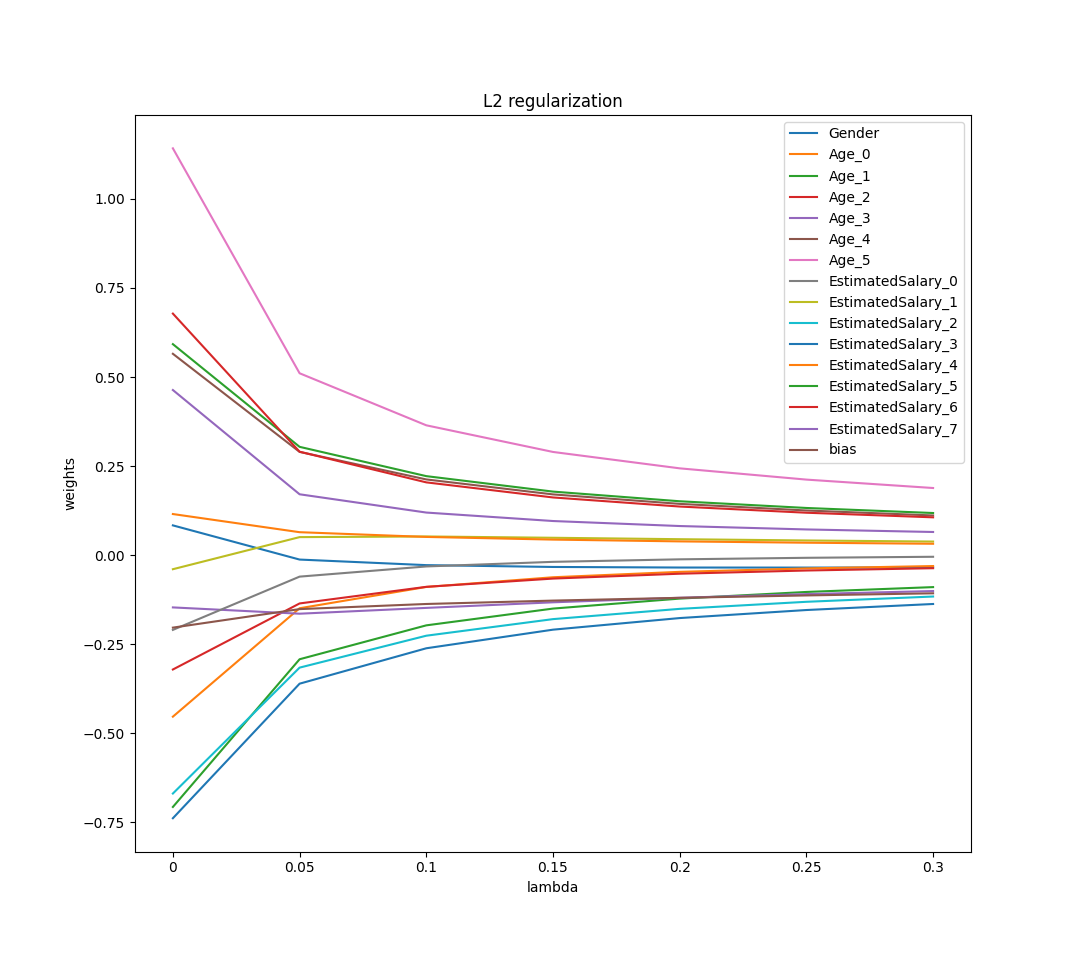 L2 regularization
Gender
Age_0
Age_1
Age_2
Age_3
Age_4
Age_5
EstimatedSalary_0
EstimatedSalary_1
EstimatedSalary_2
EstimatedSalary_3
EstimatedSalary_4
EstimatedSalary_5
EstimatedSalary_6
EstimatedSalary_7
bias
weights
1.00
0.75
0.50
0.25
0.00
−0.25
−0.50
−0.75
0 0.05 0.1 0.15 0.2 0.25 0.3
lambda